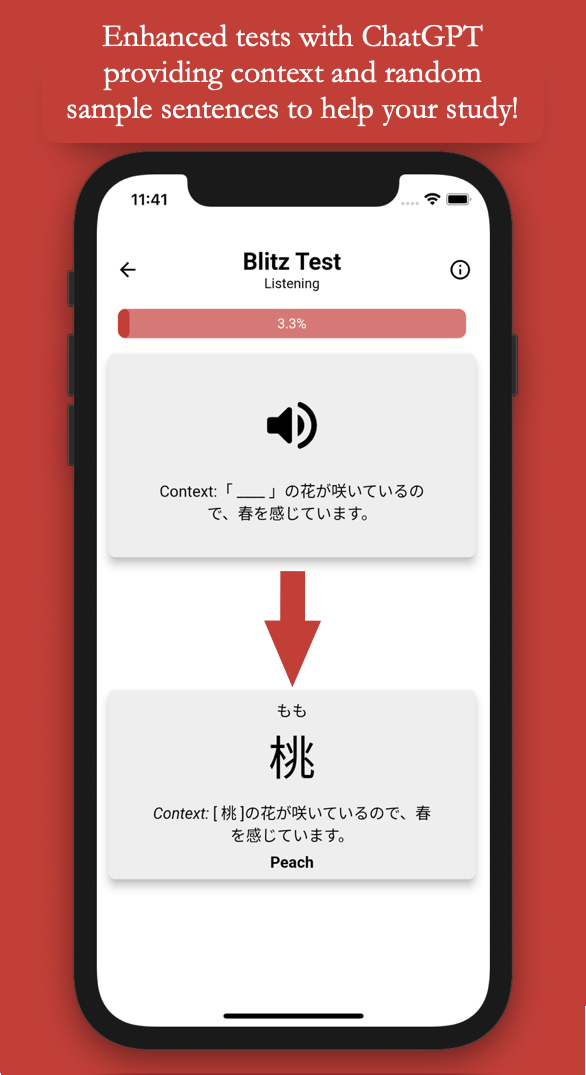 Enhanced tests with ChatGPT
providing context and random
sample sentences to help your study!
11:41
Blitz Test
Listening
3.3%
Context:「 ____ 」の花が咲いているの
で、春を感じています。
もも
桃
Context: [ 桃 ]の花が咲いているので、春
を感じています。
Peach